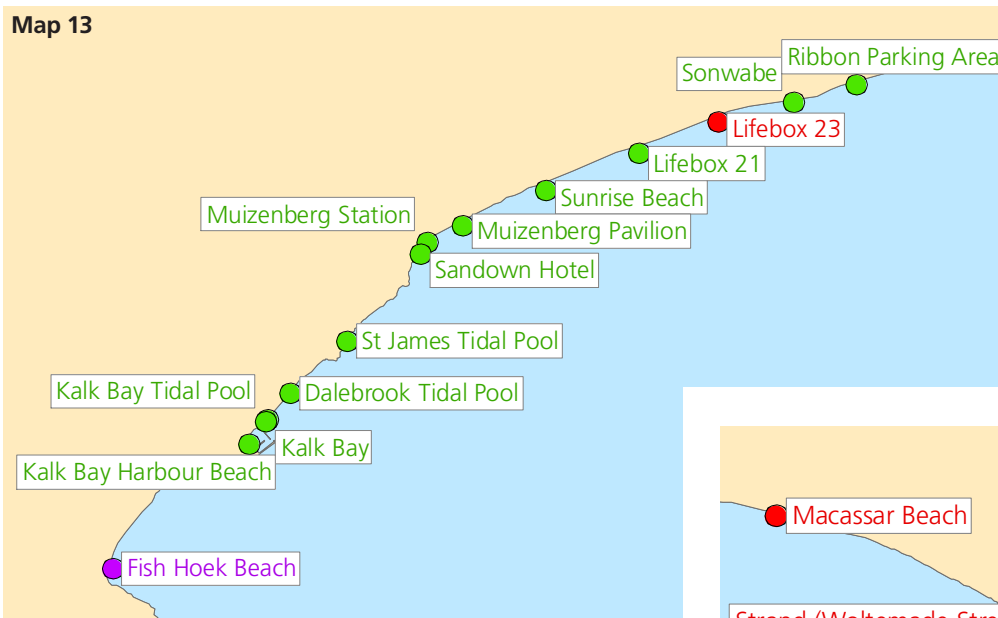 Map 13
Ribbon Parking Area
Sonwabe
Lifebox 23
Lifebox 21
Sunrise Beach
Muizenberg Station
Muizenberg Pavilion
Sandown Hotel
St James Tidal Pool
Kalk Bay Tidal Pool
Dalebrook Tidal Pool
Kalk Bay
Kalk Bay Harbour Beach
Macassar Beach
Fish Hoek Beach